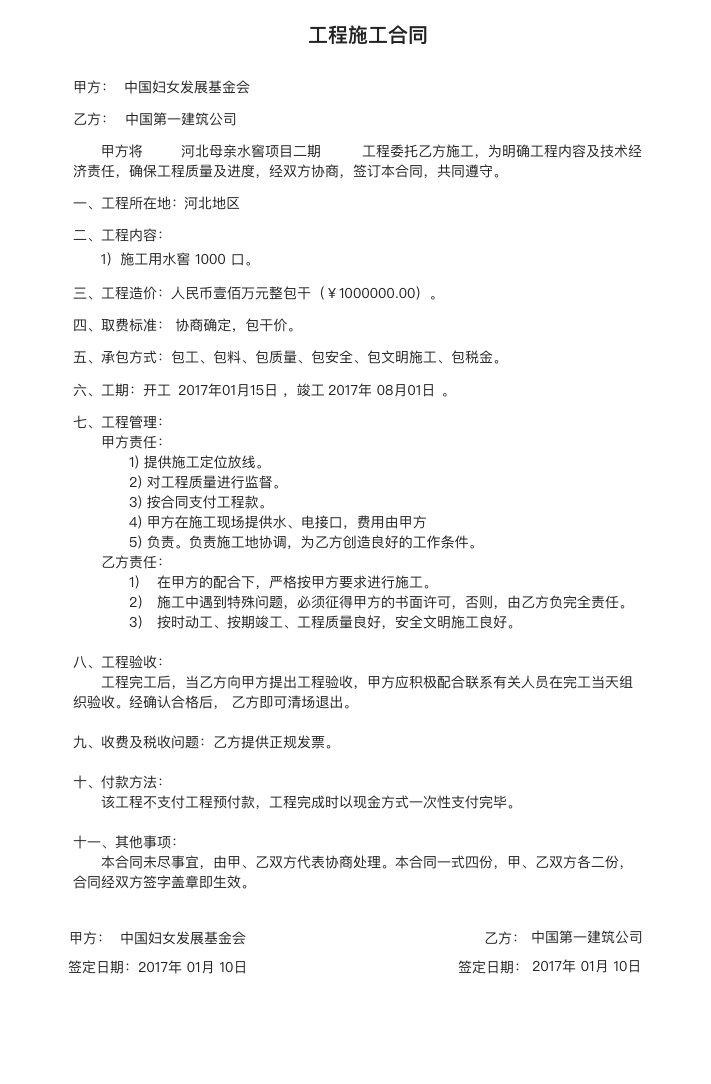 工程施工合同
甲方： 中国妇女发展基金会
乙方： 中国第一建筑公司
甲方将 河北母亲水窖项目二期 工程委托乙方施工，为明确工程内容及技术经
济责任，确保工程质量及进度，经双方协商，签订本合同，共同遵守。
一、工程所在地：河北地区
二、工程内容：
1）施工用水窖 1000 口。
三、工程造价：人民币壹佰万元整包干（￥1000000.00）。
四、取费标准： 协商确定，包干价。
五、承包方式：包工、包料、包质量、包安全、包文明施工、包税金。
六、工期：开工 2017年01月15日 ，竣工 2017年 08月01日 。
七、工程管理：
甲方责任：
1) 提供施工定位放线。
2) 对工程质量进行监督。
3) 按合同支付工程款。
4) 甲方在施工现场提供水、电接口，费用由甲方
5) 负责。负责施工地协调，为乙方创造良好的工作条件。
乙方责任：
1) 在甲方的配合下，严格按甲方要求进行施工。
2) 施工中遇到特殊问题，必须征得甲方的书面许可，否则，由乙方负完全责任。
3) 按时动工、按期竣工、工程质量良好，安全文明施工良好。
八、工程验收：
工程完工后，当乙方向甲方提出工程验收，甲方应积极配合联系有关人员在完工当天组
织验收。经确认合格后， 乙方即可清场退出。
九、收费及税收问题：乙方提供正规发票。
十、付款方法：
该工程不支付工程预付款，工程完成时以现金方式一次性支付完毕。
十一、其他事项：
本合同未尽事宜，由甲、乙双方代表协商处理。本合同一式四份，甲、乙双方各二份，
合同经双方签字盖章即生效。
甲方： 中国妇女发展基金会 乙方： 中国第一建筑公司
签定日期：2017年 01月 10日 签定日期： 2017年 01月 10日